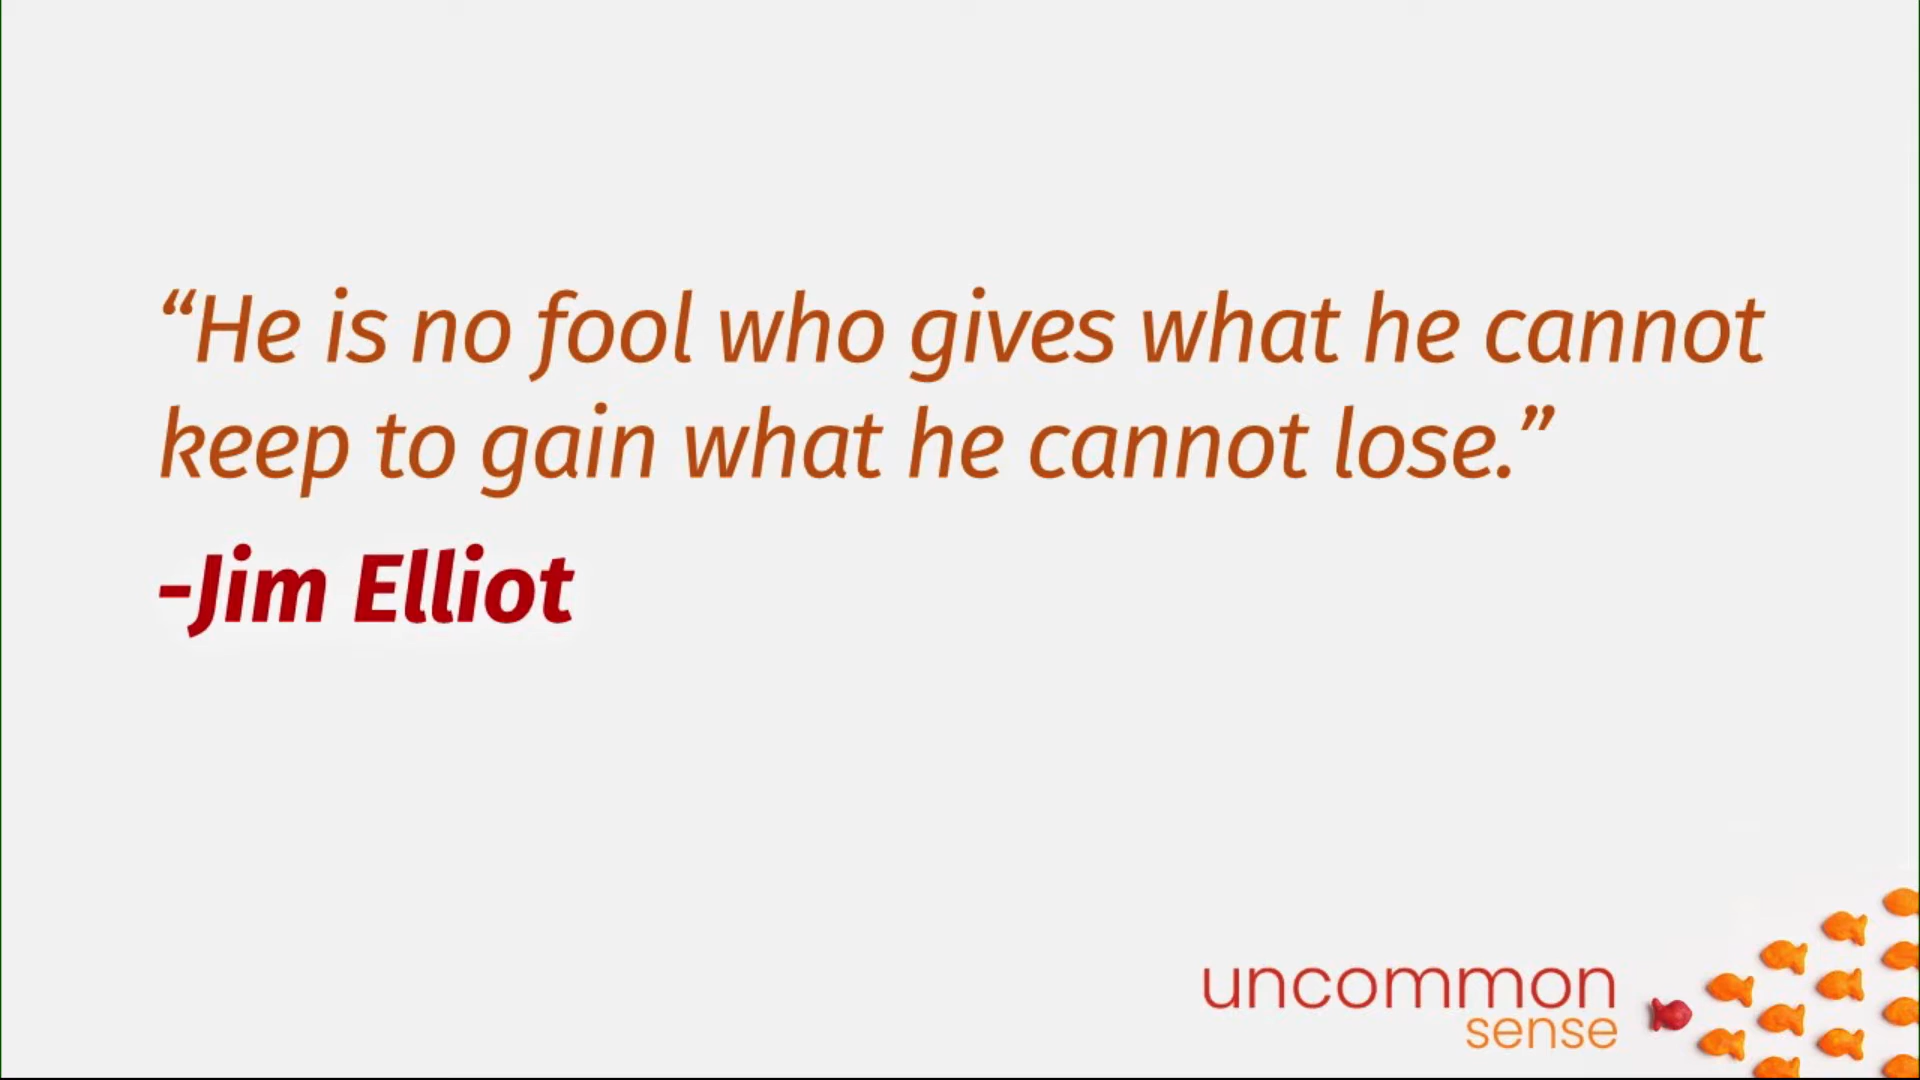 “He is no fool who gives what he cannot
keep to gain what he cannot lose.”
-Jim Elliot
uncommon
sense